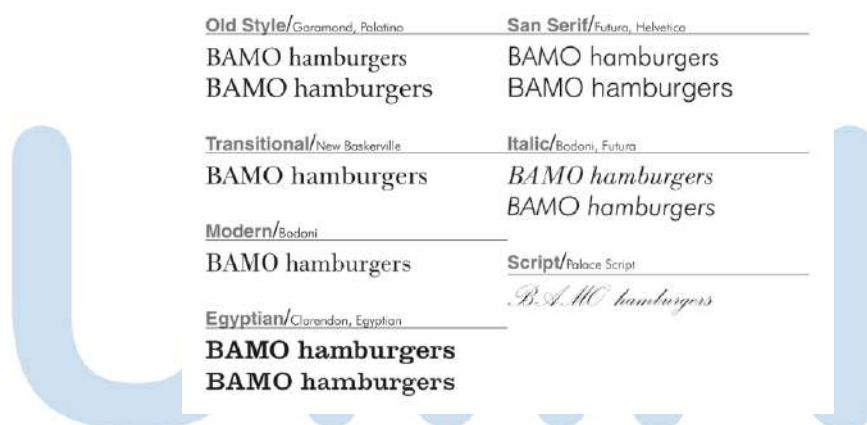 Old Style/Garamond, Palatino
BAMO hamburgers
BAMO hamburgers
Transitional/New Baskerville
BAMO hamburgers
Modern/Bodoni
BAMO hamburgers
Egyptian/Clarendon, Egyptian
BAMO hamburgers
BAMO hamburgers
San Serif/Futura, Helvetica
BAMO hamburgers
BAMO hamburgers
Italic/Bodoni, Futura
BAMO hamburgers
BAMO hamburgers
Script/Palace Script
BAMO hamburgers